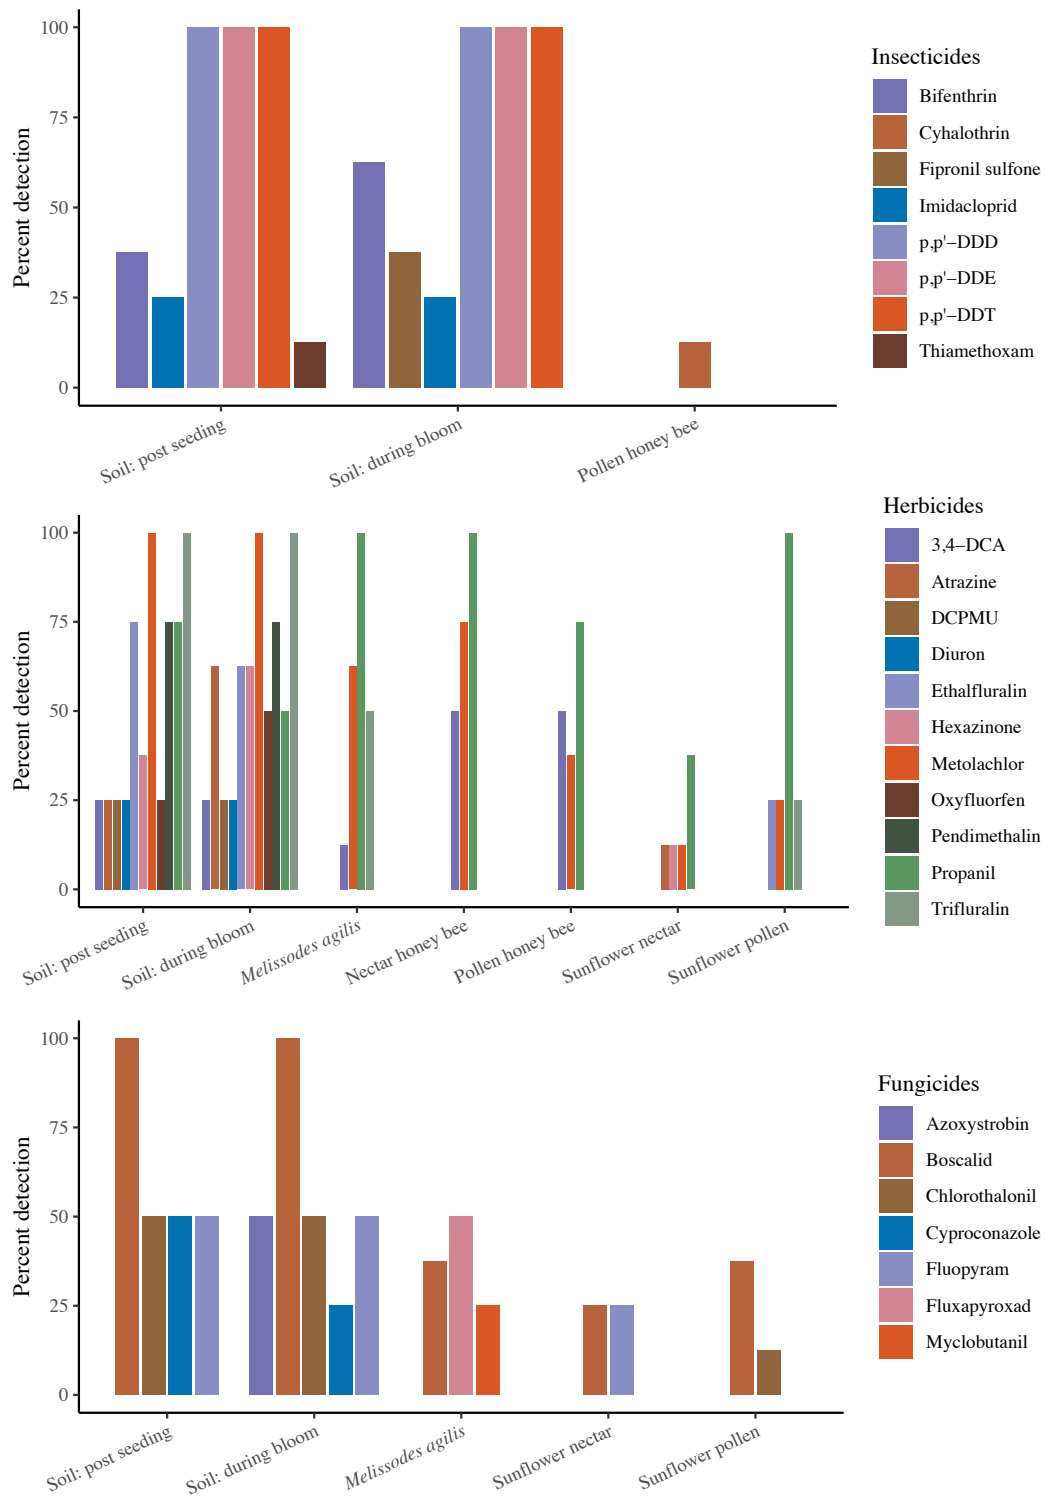 100
75
50
25
0
Percent detection
Soil: post seeding
Soil: during bloom
Pollen honey bee
Insecticides
Bifenthrin
Cyhalothrin
Fipronil sulfone
Imidacloprid
p,p'−DDD
p,p'−DDE
p,p'−DDT
Thiamethoxam
100
75
50
25
0
Percent detection
Soil: post seeding
Soil: during bloom
Melissodes agilis
Nectar honey bee
Pollen honey bee
Sunflower nectar
Sunflower pollen
Herbicides
3,4−DCA
Atrazine
DCPMU
Diuron
Ethalfluralin
Hexazinone
Metolachlor
Oxyfluorfen
Pendimethalin
Propanil
Trifluralin
100
75
50
25
0
Percent detection
Soil: post seeding
Soil: during bloom
Melissodes agilis
Sunflower nectar
Sunflower pollen
Fungicides
Azoxystrobin
Boscalid
Chlorothalonil
Cyproconazole
Fluopyram
Fluxapyroxad
Myclobutanil